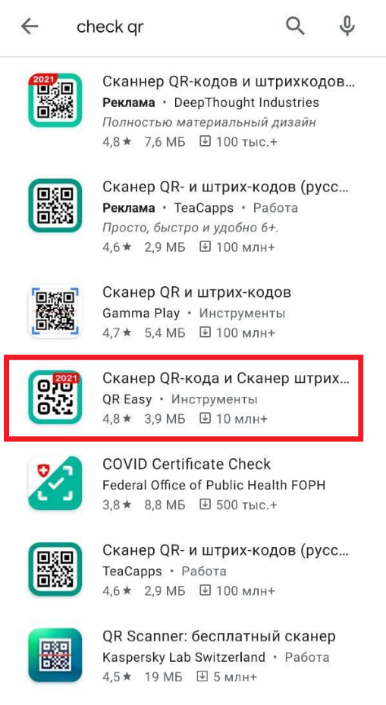 check qr
2021
Сканнер QR-кодов и штрихкодов...
Реклама • DeepThought Industries
Полностью материальный дизайн
4,8★ 7,6 МБ 100 тыс.+
Сканер QR- и штрих-кодов (русс...
Реклама • TeaCapps • Работа
Просто, быстро и удобно 6+.
4,6★ 2,9 МБ 100 млн+
Сканер QR и штрих-кодов
Gamma Play • Инструменты
4,7★ 5,4 МБ 100 млн+
2021
Сканер QR-кода и Сканер штрих...
QR Easy • Инструменты
4,8★ 3,9 МБ 10 млн+
COVID Certificate Check
Federal Office of Public Health FOPH
3,8★ 8,8 МБ 500 тыс.+
Сканер QR- и штрих-кодов (русс...
TeaCapps • Работа
4,6★ 2,9 МБ 100 млн+
QR Scanner: бесплатный сканер
Kaspersky Lab Switzerland • Работа
4,5★ 19 МБ 5 млн+